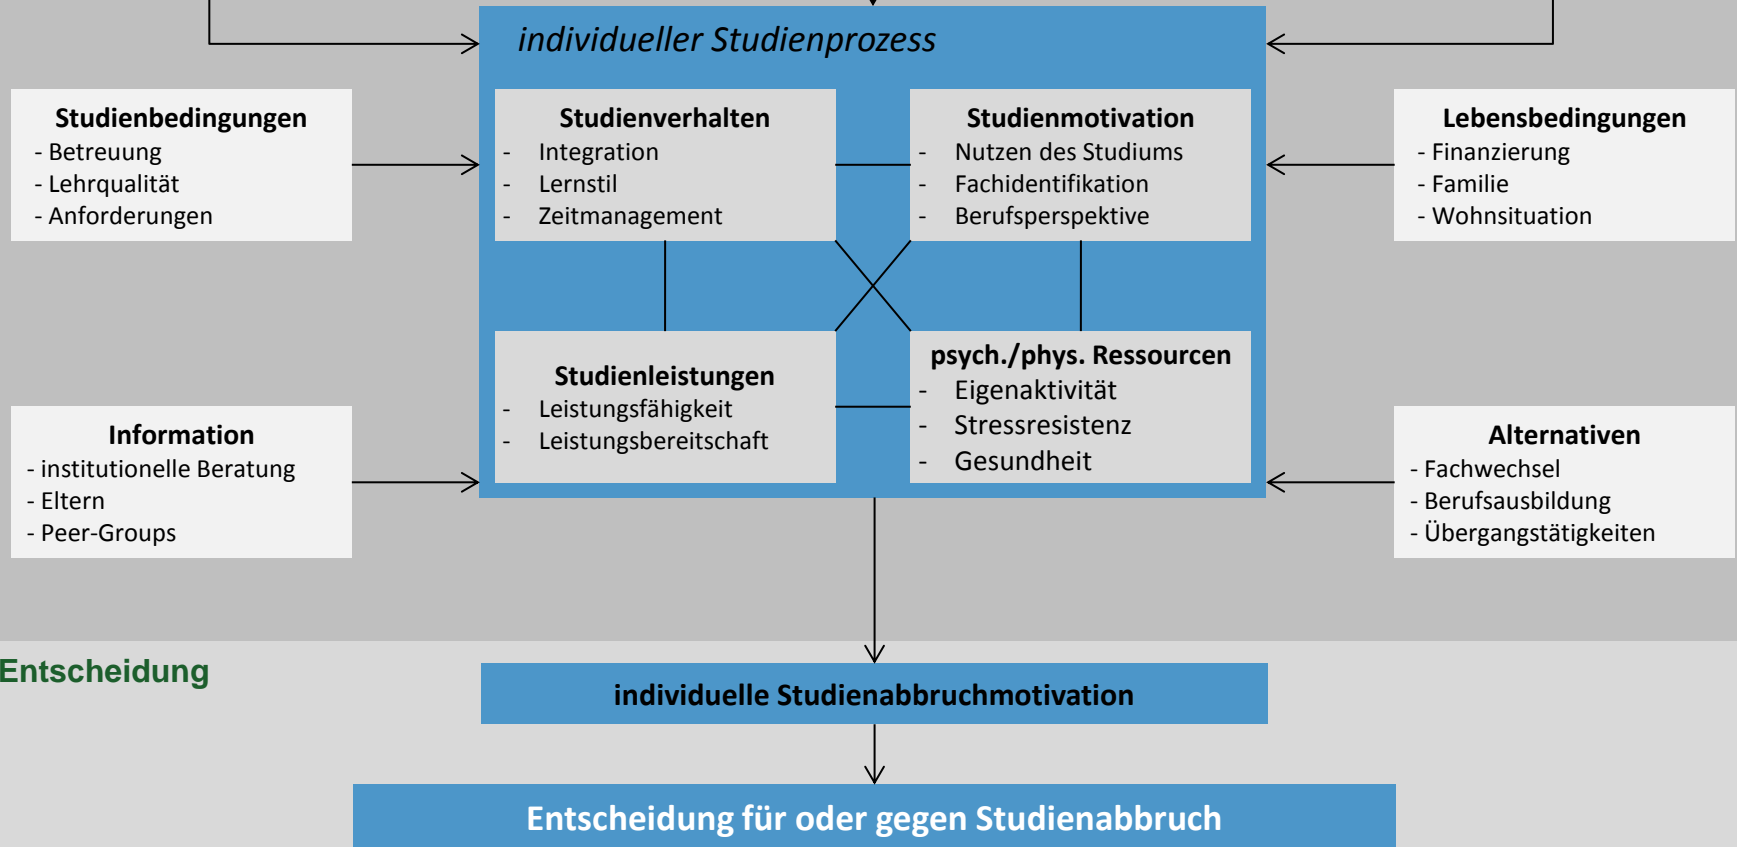 individueller Studienprozess
Studienbedingungen
- Betreuung
- Lehrqualität
- Anforderungen
Studienverhalten
- Integration
- Lernstil
- Zeitmanagement
Studienmotivation
- Nutzen des Studiums
- Fachidentifikation
- Berufsperspektive
Lebensbedingungen
- Finanzierung
- Familie
- Wohnsituation
Information
- institutionelle Beratung
- Eltern
- Peer-Groups
Studienleistungen
- Leistungsfähigkeit
- Leistungsbereitschaft
psych./phys. Ressourcen
- Eigenaktivität
- Stressresistenz
- Gesundheit
Alternativen
- Fachwechsel
- Berufsausbildung
- Übergangstätigkeiten
Entscheidung
individuelle Studienabbruchmotivation
Entscheidung für oder gegen Studienabbruch